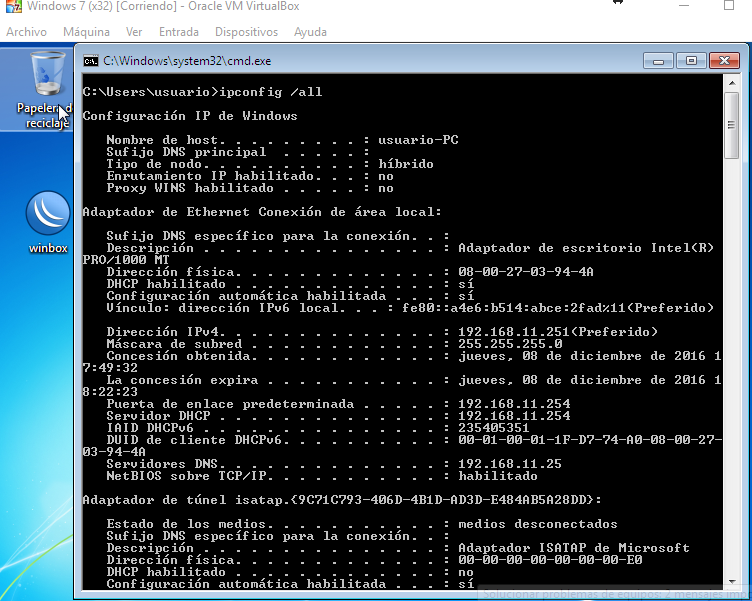 Windows 7 (x32) [Corriendo] - Oracle VM VirtualBox
Archivo Máquina Ver Entrada Dispositivos Ayuda
Papelera d
reciclaje
winbox
C:\Windows\system32\cmd.exe
C:\Users\usuario>ipconfig /all
Configuración IP de Windows
Nombre de host. . . . . . . . . : usuario-PC
Sufijo DNS principal . . . . . :
Tipo de nodo. . . . . . . . . . : híbrido
Enrutamiento IP habilitado. . . : no
Proxy WINS habilitado . . . . . : no
Adaptador de Ethernet Conexión de área local:
Sufijo DNS específico para la conexión. . :
Descripción . . . . . . . . . . . . . . . : Adaptador de escritorio Intel(R)
PRO/1000 MT
Dirección física. . . . . . . . . . . . . : 08-00-27-03-94-4A
DHCP habilitado . . . . . . . . . . . . . : sí
Configuración automática habilitada . . . : sí
Vínculo: dirección IPv6 local. . . : fe80::a4e6:b514:abce:2fad%11(Preferido)
Dirección IPv4. . . . . . . . . . . . . . : 192.168.11.251(Preferido)
Máscara de subred . . . . . . . . . . . . : 255.255.255.0
Concesión obtenida. . . . . . . . . . . . : jueves, 08 de diciembre de 2016 1
7:49:32
La concesión expira . . . . . . . . . . . : jueves, 08 de diciembre de 2016 1
8:22:23
Puerta de enlace predeterminada . . . . . : 192.168.11.254
Servidor DHCP . . . . . . . . . . . . . . : 192.168.11.254
IAID DHCPv6 . . . . . . . . . . . . . . . : 235405351
DUID de cliente DHCPv6. . . . . . . . . . : 00-01-00-01-1F-D7-74-A0-08-00-27-
03-94-4A
Servidores DNS. . . . . . . . . . . . . . : 192.168.11.25
NetBIOS sobre TCP/IP. . . . . . . . . . . : habilitado
Adaptador de túnel isatap.{9C71C793-406D-4B1D-AD3D-E484AB5A28DD}:
Estado de los medios. . . . . . . . . . . : medios desconectados
Sufijo DNS específico para la conexión. . :
Descripción . . . . . . . . . . . . . . . : Adaptador ISATAP de Microsoft
Dirección física. . . . . . . . . . . . . : 00-00-00-00-00-00-00-E0
DHCP habilitado . . . . . . . . . . . . . : no
Configuración automática habilitada . . . : sí
Solucionar problemas de equipos: 2 mensajes imp